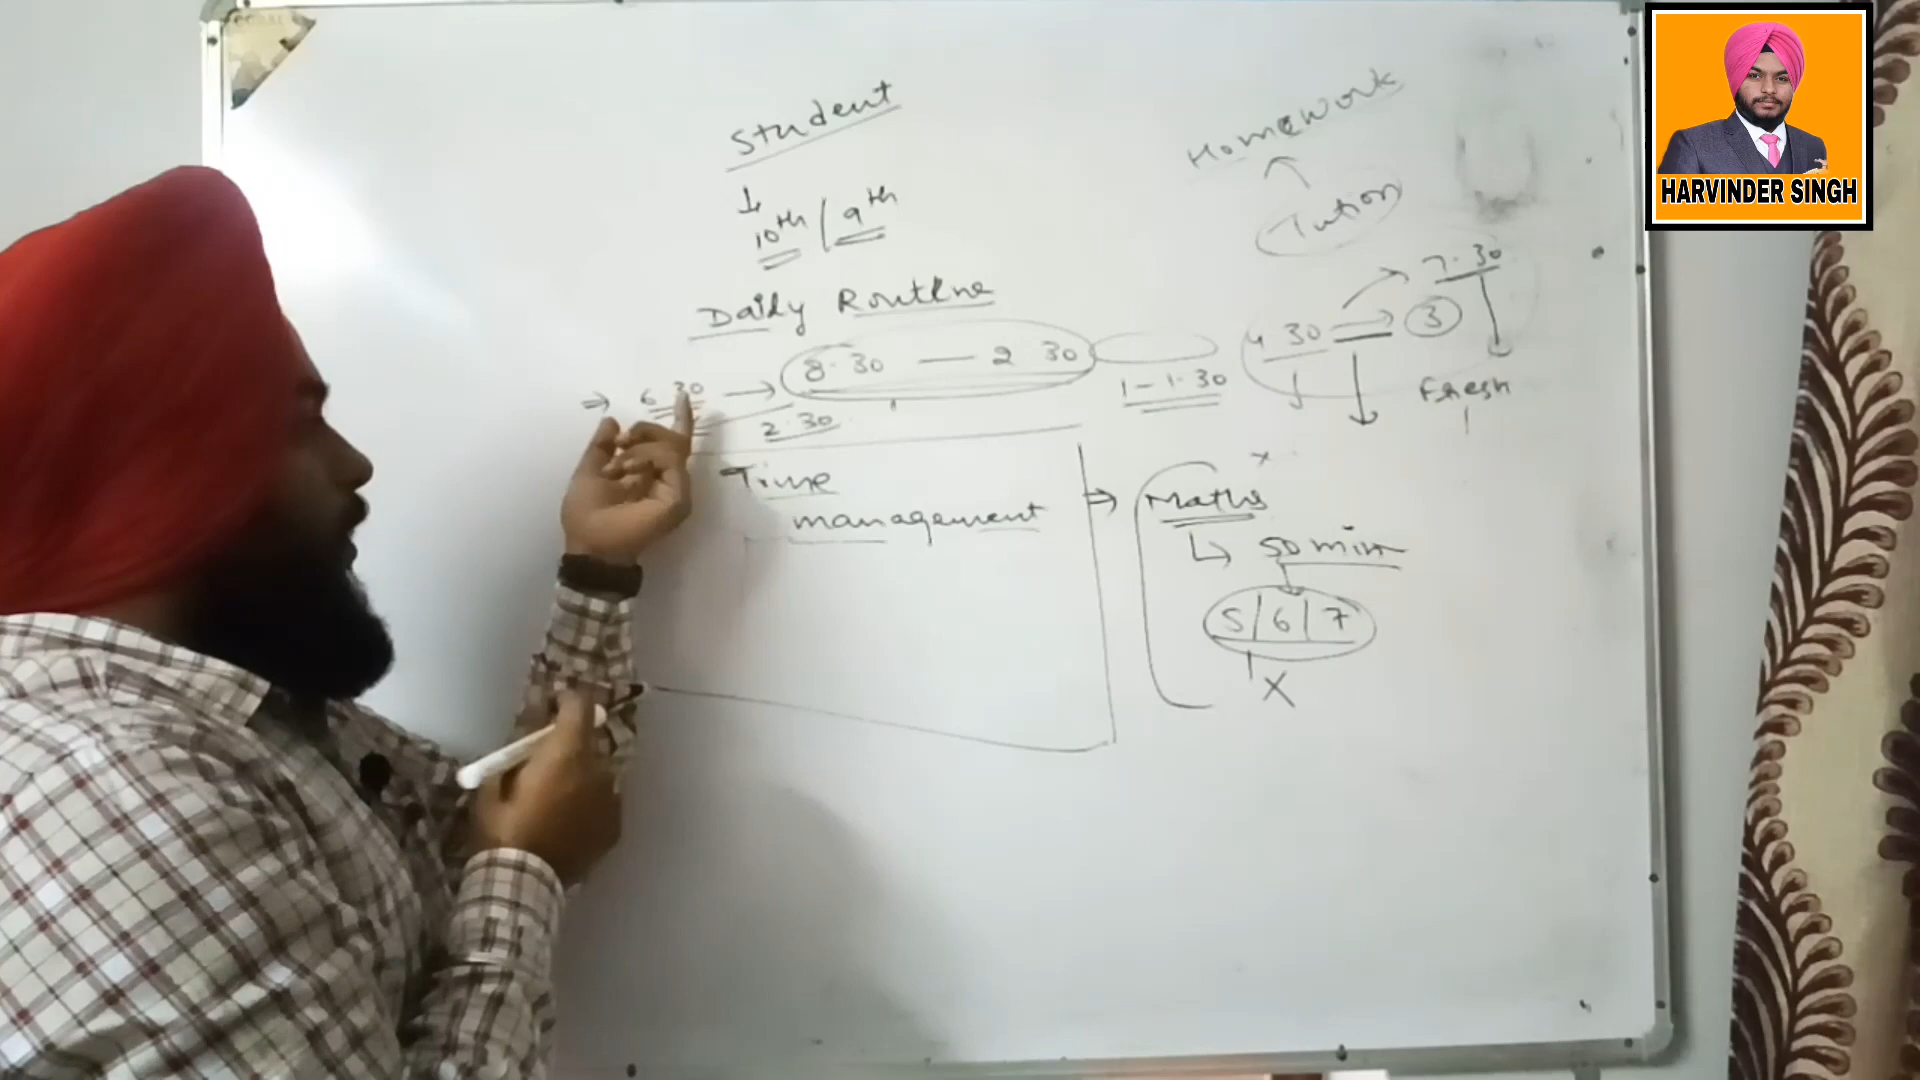 HARVINDER SINGH
Student
10th / 9th
Daily Routine
⇒ 6 30 → 8.30 — 2 30
2.30
1 – 1.30
Homework
Tution
4 30 → 3
7.30
Fresh
Time
management
⇒ Maths x
↳ 50 min
5/6/7
X